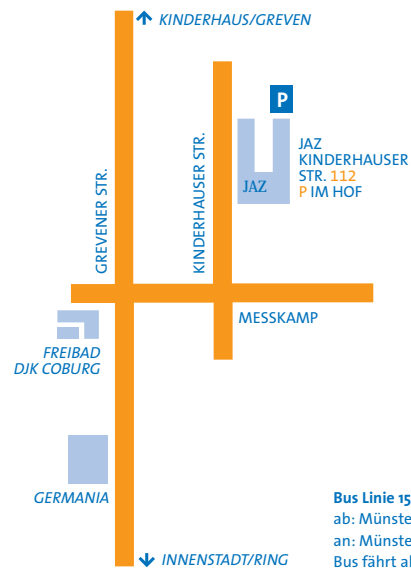 KINDERHAUS/GREVEN
P
GREVENER STR.
KINDERHAUSER STR.
JAZ
JAZ
KINDERHAUSER
STR. 112
P IM HOF
MESSKAMP
FREIBAD
DJK COBURG
GERMANIA
INNENSTADT/RING
Bus Linie 15
ab: Münste
an: Münste
Bus fährt al